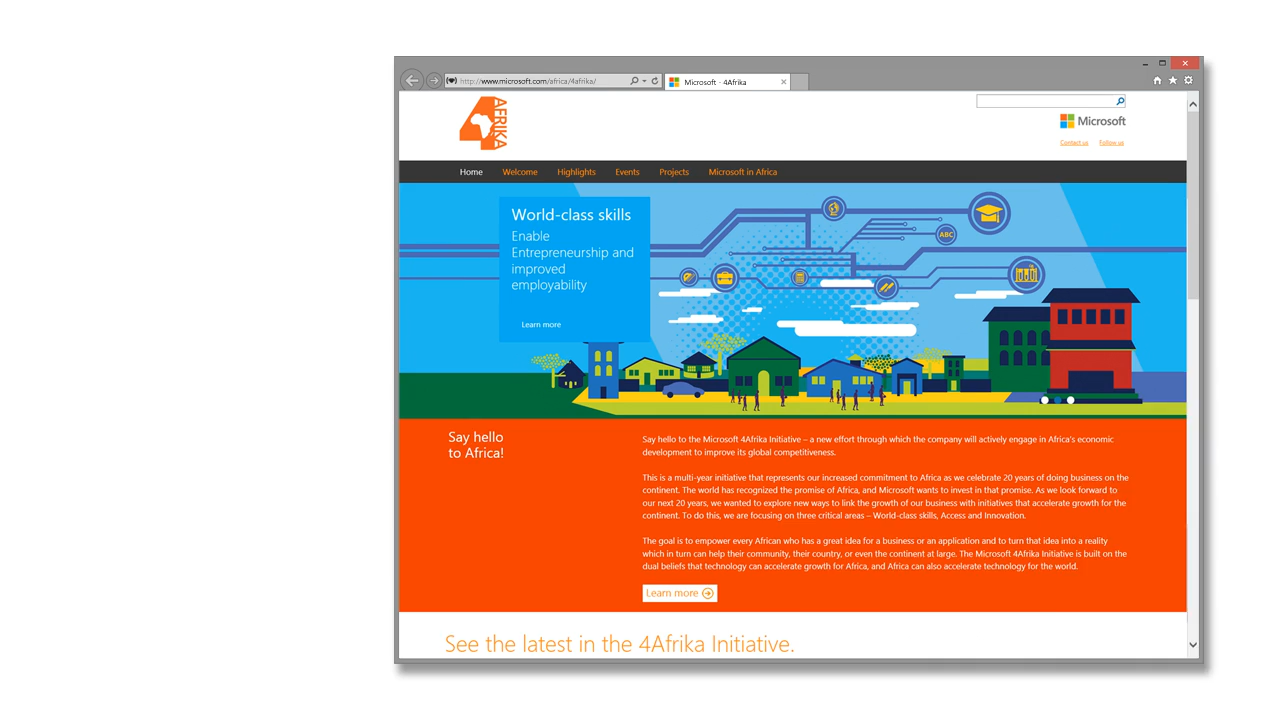 http://www.microsoft.com/africa/4afrika/
Microsoft - 4Afrika
4AFRIKA
Microsoft
Contact us
Follow us
Home
Welcome
Highlights
Events
Projects
Microsoft in Africa
World-class skills
Enable
Entrepreneurship and
improved
employability
Learn more
ABC
Say hello
to Africa!
Say hello to the Microsoft 4Afrika Initiative – a new effort through which the company will actively engage in Africa's economic
development to improve its global competitiveness.
This is a multi-year initiative that represents our increased commitment to Africa as we celebrate 20 years of doing business on the
continent. The world has recognized the promise of Africa, and Microsoft wants to invest in that promise. As we look forward to
our next 20 years, we wanted to explore new ways to link the growth of our business with initiatives that accelerate growth for the
continent. To do this, we are focusing on three critical areas – World-class skills, Access and Innovation.
The goal is to empower every African who has a great idea for a business or an application and to turn that idea into a reality
which in turn can help their community, their country, or even the continent at large. The Microsoft 4Afrika Initiative is built on the
dual beliefs that technology can accelerate growth for Africa, and Africa can also accelerate technology for the world.
Learn more
See the latest in the 4Afrika Initiative.